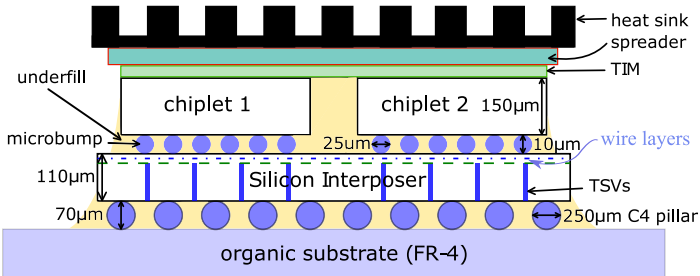 heat sink
spreader
TIM
underfill
chiplet 1
chiplet 2
150µm
microbump
25um
10µm
wire layers
110µm
Silicon Interposer
TSVs
70µm
250µm C4 pillar
organic substrate (FR-4)